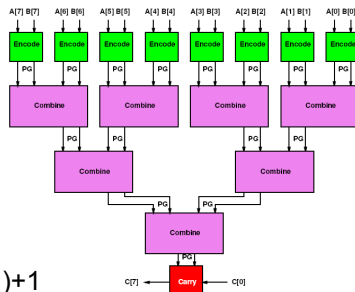 A[7] B[7] A[6] B[6] A[5] B[5] A[4] B[4] A[3] B[3] A[2] B[2] A[1] B[1] A[0] B[0]
Encode Encode Encode Encode Encode Encode Encode Encode
PG PG PG PG PG PG PG PG
Combine Combine Combine Combine
PG PG PG PG
Combine Combine
PG PG
Combine
PG
)+1 C[7] Carry C[0]